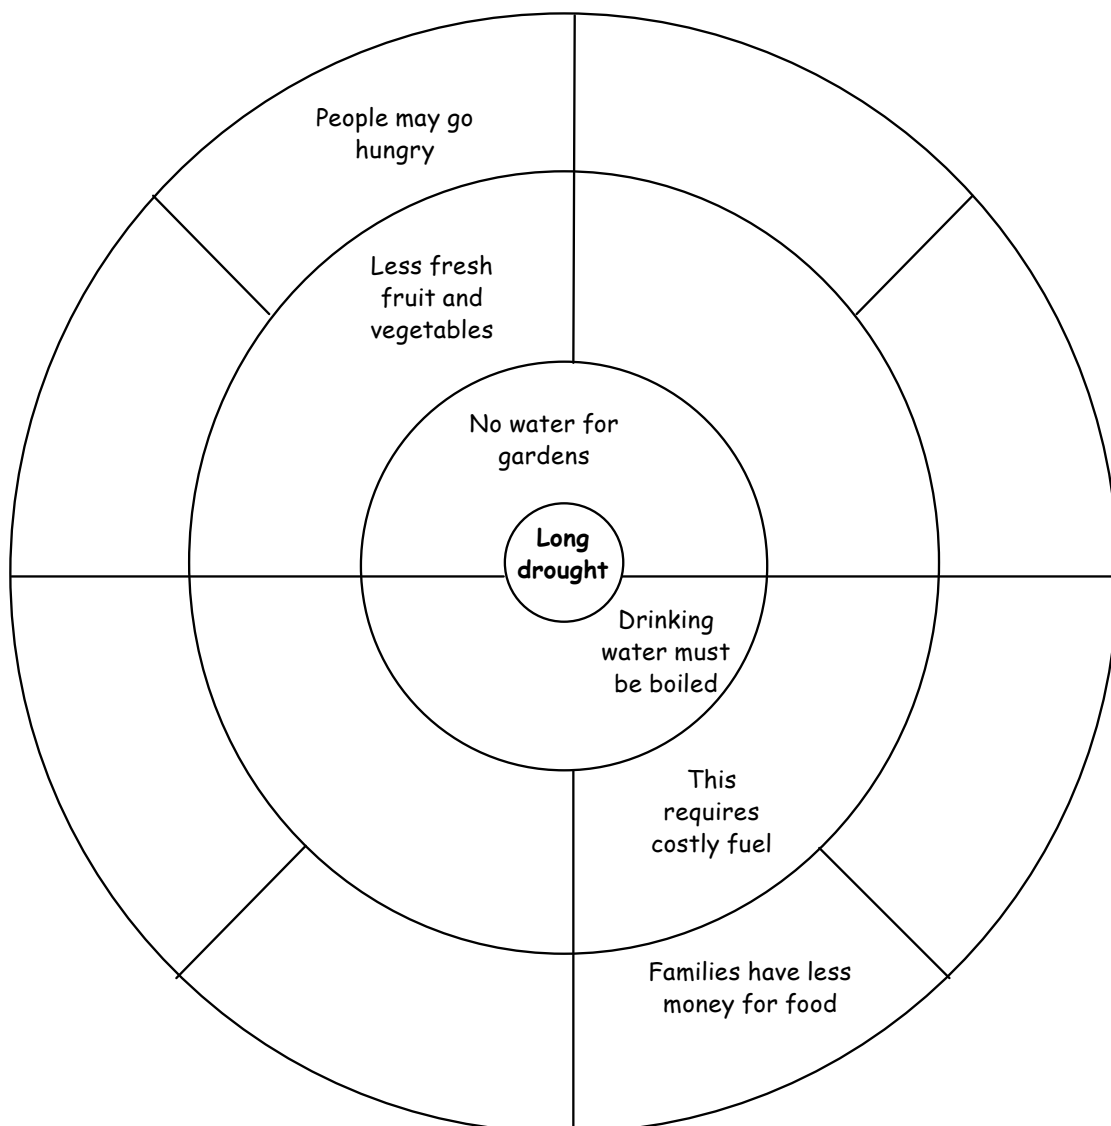 People may go
hungry
Less fresh
fruit and
vegetables
No water for
gardens
Long
drought
Drinking
water must
be boiled
This
requires
costly fuel
Families have less
money for food